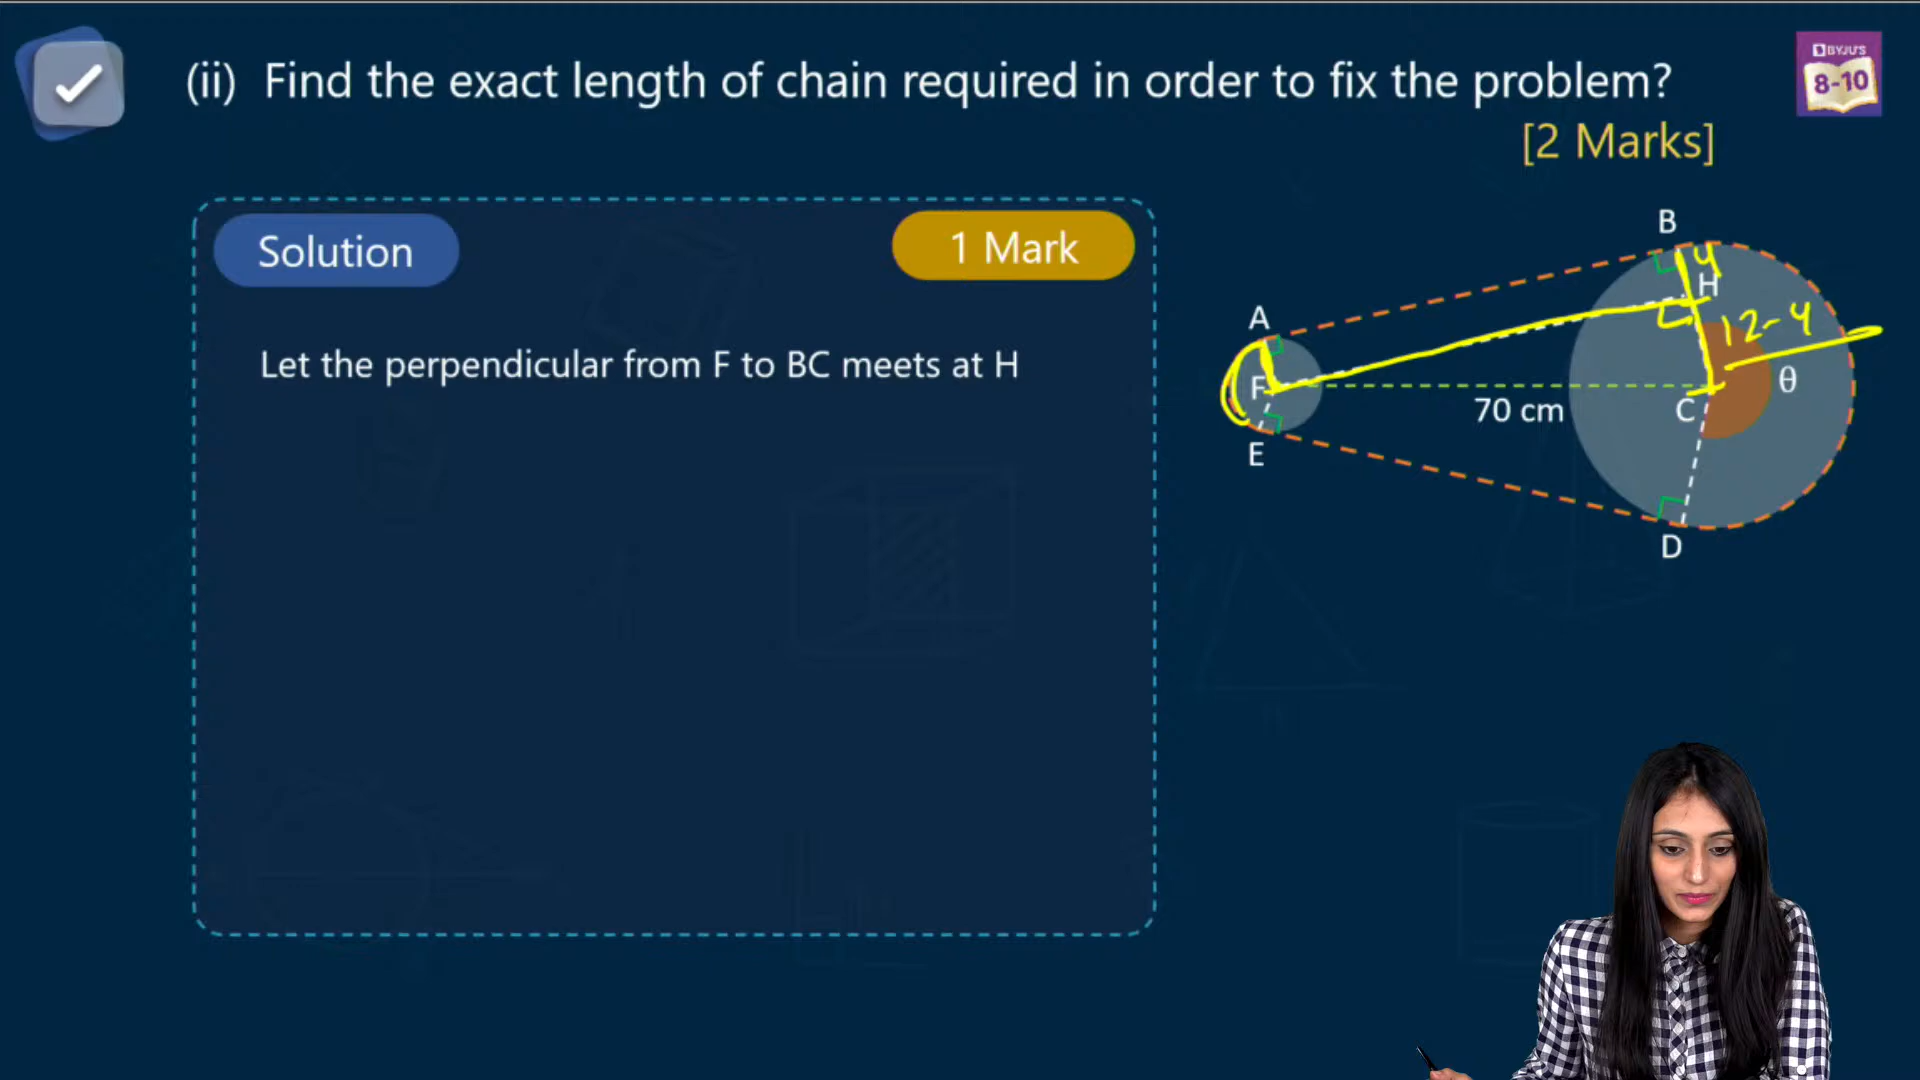 (ii) Find the exact length of chain required in order to fix the problem?
BYJU'S
8-10
[2 Marks]
Solution
1 Mark
Let the perpendicular from F to BC meets at H
B
4
H
12-4
A
F
θ
70 cm
C
E
D